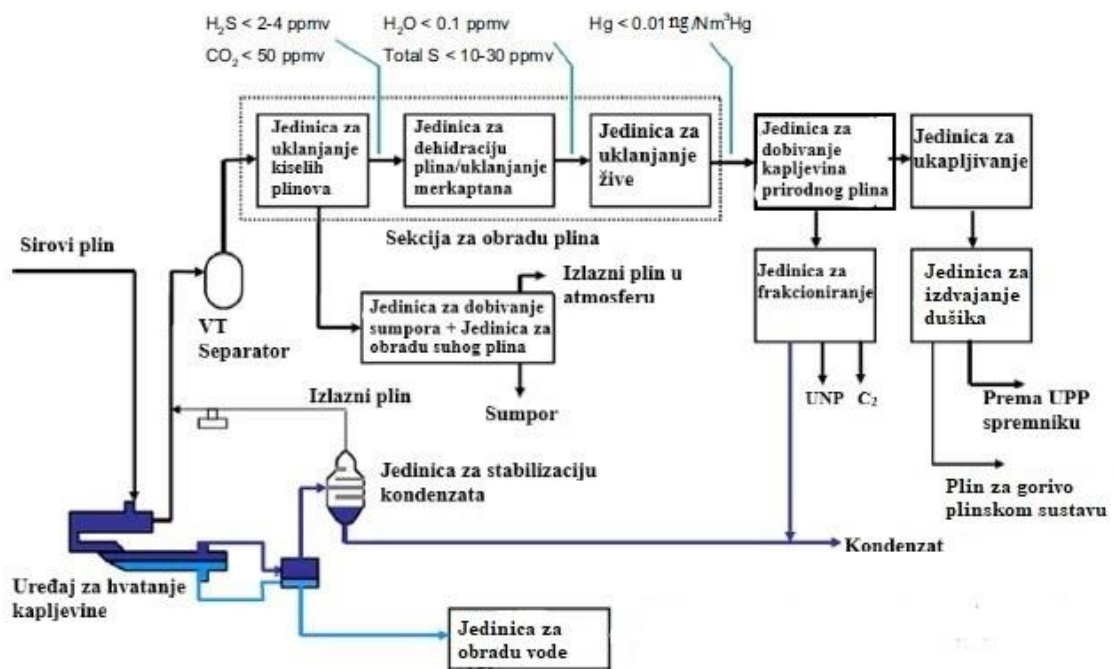 H₂S < 2-4 ppmv
CO₂ < 50 ppmv
H₂O < 0.1 ppmv
Total S < 10-30 ppmv
Hg < 0.01 ng/Nm³Hg
Jedinica za
uklanjanje
kiselih
plinova
Jedinica za
dehidraciju
plina/uklanjanje
merkaptana
Jedinica za
uklanjanje
žive
Jedinica za
dobivanje
kapljevina
prirodnog plina
Jedinica za
ukapljivanje
Sekcija za obradu plina
Sirovi plin
VT
Separator
Izlazni plin u
atmosferu
Jedinica za dobivanje
sumpora + Jedinica za
obradu suhog plina
Sumpor
Jedinica za
frakcioniranje
Jedinica za
izdvajanje
dušika
UNP
C₂
Prema UPP
spremniku
Plin za gorivo
plinskom sustavu
Izlazni plin
Jedinica za stabilizaciju
kondenzata
Kondenzat
Uređaj za hvatanje
kapljevine
Jedinica za
obradu vode